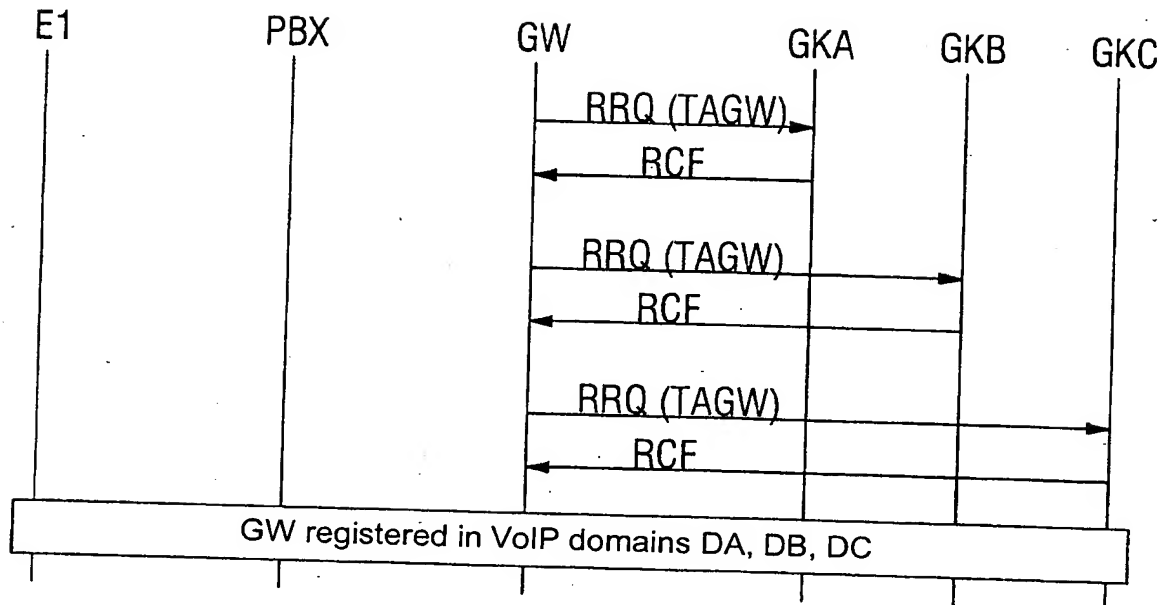 E1 PBX GW GKA GKB GKC
RRQ (TAGW)
RCF
RRQ (TAGW)
RCF
RRQ (TAGW)
RCF
GW registered in VoIP domains DA, DB, DC